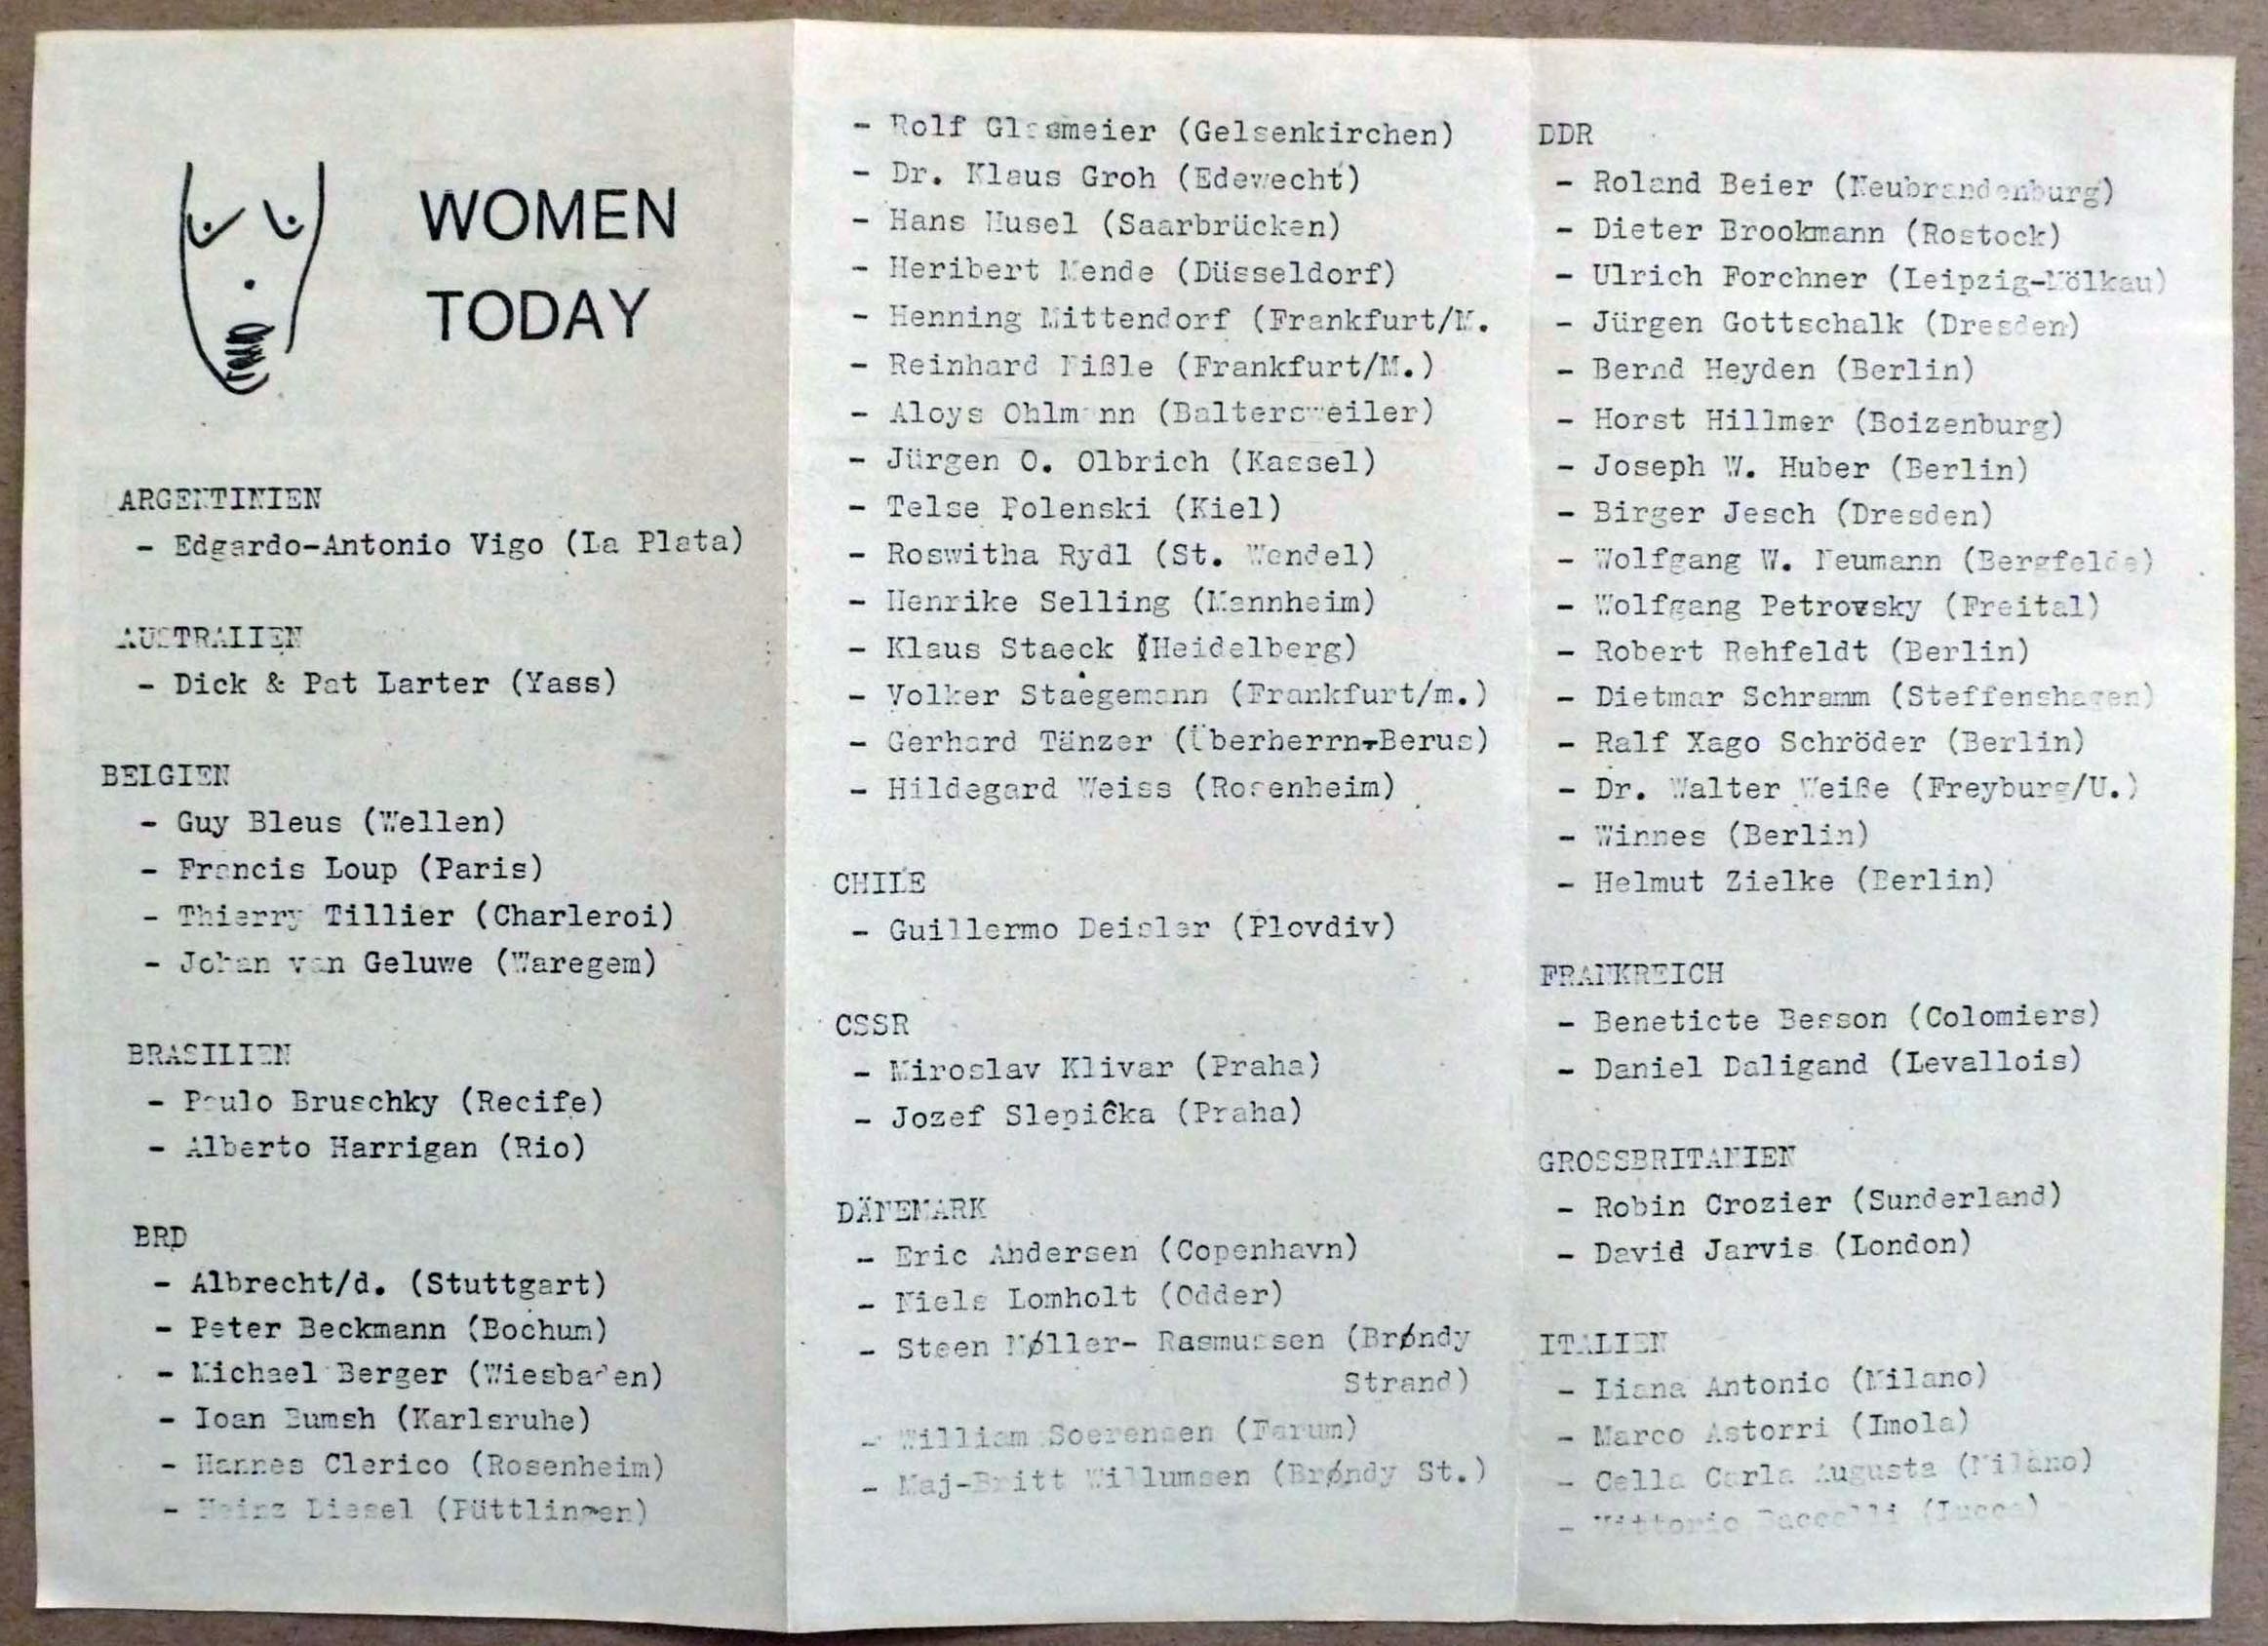 WOMEN
TODAY
ARGENTINIEN
- Edgardo-Antonio Vigo (La Plata)
AUSTRALIEN
- Dick & Pat Larter (Yass)
BELGIEN
- Guy Bleus (Wellen)
- Francis Loup (Paris)
- Thierry Tillier (Charleroi)
- Johan van Geluwe (Waregem)
BRASILIEN
- Paulo Bruschky (Recife)
- Alberto Harrigan (Rio)
BRD
- Albrecht/d. (Stuttgart)
- Peter Beckmann (Bochum)
- Michael Berger (Wiesbaden)
- Ioan Bumsh (Karlsruhe)
- Hannes Clerico (Rosenheim)
- Heinz Diesel (Püttlingen)
- Rolf Glasmeier (Gelsenkirchen)
- Dr. Klaus Groh (Edewecht)
- Hans Husel (Saarbrücken)
- Heribert Mende (Düsseldorf)
- Henning Mittendorf (Frankfurt/M.
- Reinhard Nißle (Frankfurt/M.)
- Aloys Ohlmann (Baltersweiler)
- Jürgen O. Olbrich (Kassel)
- Telse Polenski (Kiel)
- Roswitha Rydl (St. Wendel)
- Henrike Selling (Mannheim)
- Klaus Staeck (Heidelberg)
- Volker Staegemann (Frankfurt/m.)
- Gerhard Tänzer (Überherrn-Berus)
- Hildegard Weiss (Rosenheim)
CHILE
- Guillermo Deisler (Plovdiv)
CSSR
- Miroslav Klivar (Praha)
- Jozef Slepička (Praha)
DÄNEMARK
- Eric Andersen (Copenhavn)
- Niels Lomholt (Odder)
- Steen Møller- Rasmussen (Brøndy
Strand)
- William Soerensen (Farum)
- Maj-Britt Willumsen (Brøndy St.)
DDR
- Roland Beier (Neubrandenburg)
- Dieter Brookmann (Rostock)
- Ulrich Forchner (Leipzig-Mölkau)
- Jürgen Gottschalk (Dresden)
- Bernd Heyden (Berlin)
- Horst Hillmer (Boizenburg)
- Joseph W. Huber (Berlin)
- Birger Jesch (Dresden)
- Wolfgang W. Neumann (Bergfelde)
- Wolfgang Petrovsky (Freital)
- Robert Rehfeldt (Berlin)
- Dietmar Schramm (Steffenshagen)
- Ralf Xago Schröder (Berlin)
- Dr. Walter Weiße (Freyburg/U.)
- Winnes (Berlin)
- Helmut Zielke (Berlin)
FRANKREICH
- Beneticte Besson (Colomiers)
- Daniel Daligand (Levallois)
GROSSBRITANIEN
- Robin Crozier (Sunderland)
- David Jarvis (London)
ITALIEN
- Liana Antonio (Milano)
- Marco Astorri (Imola)
- Cella Carla Augusta (Milano)
- Vittorio Baccelli (Lucca)